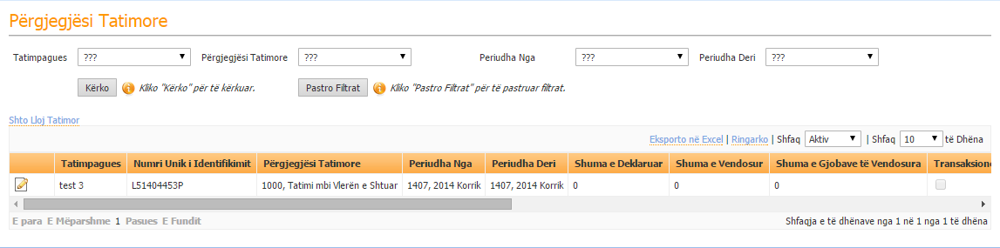 Përgjegjësi Tatimore
Tatimpagues ??? Përgjegjësi Tatimore ??? Periudha Nga ??? Periudha Deri ???
Kërko Kliko "Kërko" për të kërkuar. Pastro Filtrat Kliko "Pastro Filtrat" për të pastruar filtrat.
Shto Lloj Tatimor
Eksporto në Excel | Ringarko | Shfaq Aktiv | Shfaq 10 të Dhëna
Tatimpagues Numri Unik i Identifikimit Përgjegjësi Tatimore Periudha Nga Periudha Deri Shuma e Deklaruar Shuma e Vendosur Shuma e Gjobave të Vendosura Transaksione
test 3 L51404453P 1000, Tatimi mbi Vlerën e Shtuar 1407, 2014 Korrik 1407, 2014 Korrik 0 0 0
E para E Mëparshme 1 Pasues E Fundit Shfaqja e të dhënave nga 1 në 1 nga 1 të dhëna